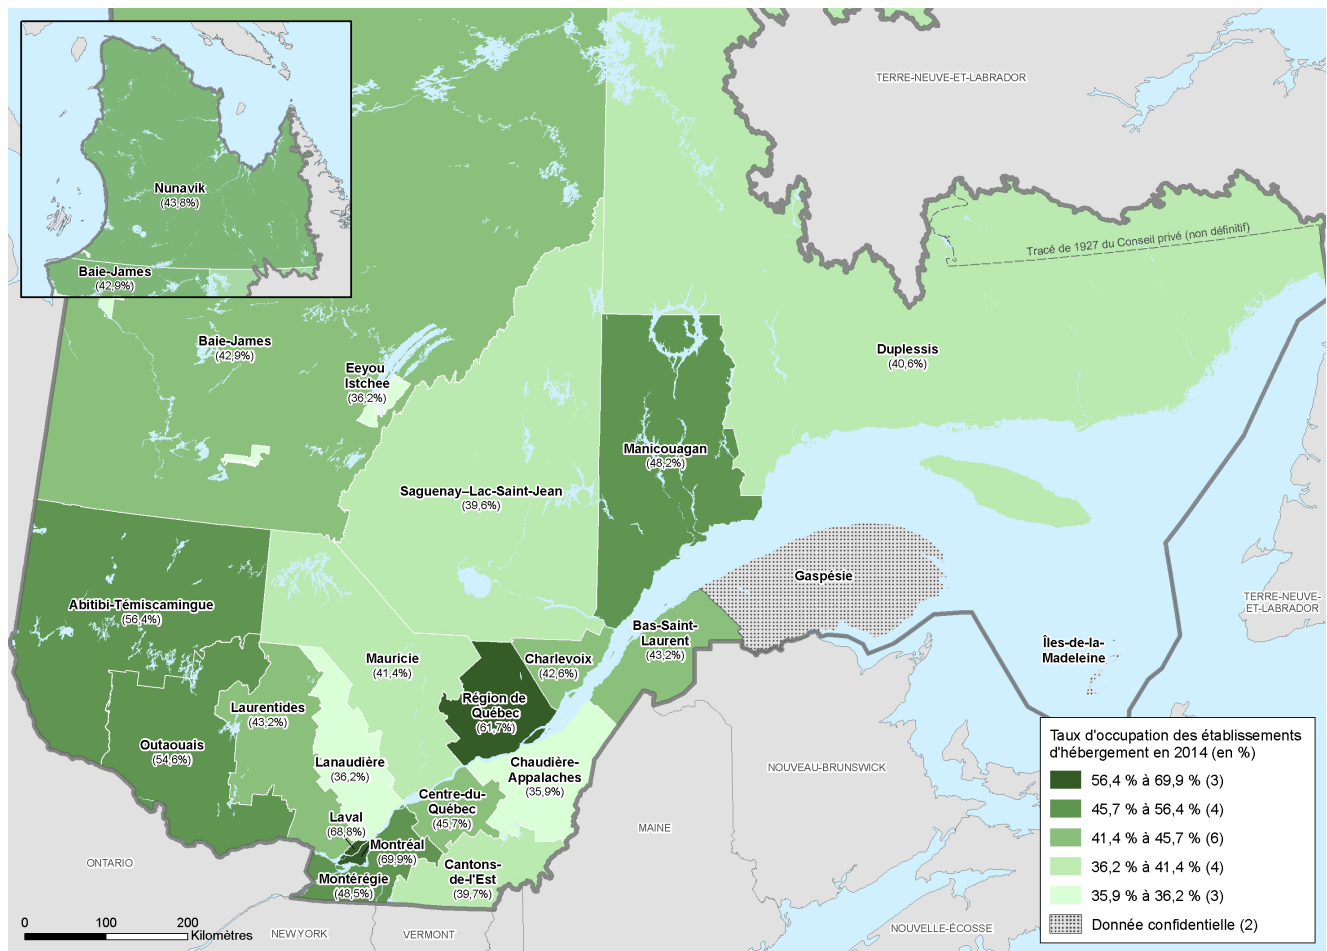 TERRE-NEUVE-ET-LABRADOR
Nunavik
(43,8%)
Baie-James
(42,9%)
Tracé de 1927 du Conseil privé (non définitif)
Baie-James
(42,9%)
Eeyou
Istchee
(36,2%)
Duplessis
(40,6%)
Manicouagan
(48,2%)
Saguenay–Lac-Saint-Jean
(39,6%)
Gaspésie
Abitibi-Témiscamingue
(56,4%)
TERRE-NEUVE-
ET-LABRADOR
Bas-Saint-
Laurent
(43,2%)
Îles-de-la-
Madeleine
Mauricie
(41,4%)
Charlevoix
(42,6%)
Région de
Québec
(61,7%)
Laurentides
(43,2%)
Outaouais
(54,6%)
Lanaudière
(36,2%)
Chaudière-
Appalaches
(35,9%)
Centre-du-
Québec
(45,7%)
Laval
(68,8%)
Montréal
(69,9%)
Cantons-
de-l'Est
(39,7%)
Montérégie
(48,5%)
NOUVEAU-BRUNSWICK
MAINE
ONTARIO
NEW YORK
VERMONT
NOUVELLE-ÉCOSSE
0 100 200
Kilomètres
Taux d'occupation des établissements
d'hébergement en 2014 (en %)
56,4 % à 69,9 % (3)
45,7 % à 56,4 % (4)
41,4 % à 45,7 % (6)
36,2 % à 41,4 % (4)
35,9 % à 36,2 % (3)
Donnée confidentielle (2)